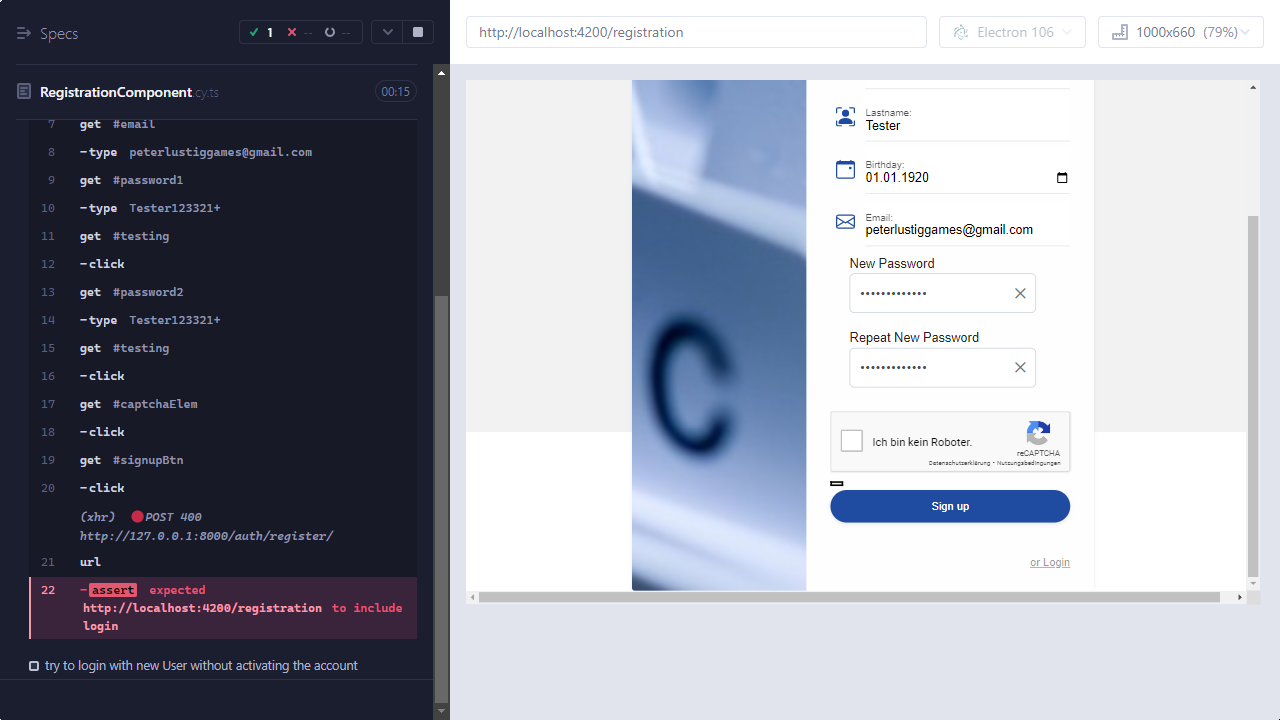 Specs
1
--
--
RegistrationComponent.cy.ts
00:15
7 get #email
8 -type peterlustiggames@gmail.com
9 get #password1
10 -type Tester123321+
11 get #testing
12 -click
13 get #password2
14 -type Tester123321+
15 get #testing
16 -click
17 get #captchaElem
18 -click
19 get #signupBtn
20 -click
(xhr) POST 400
http://127.0.0.1:8000/auth/register/
21 url
22 -assert expected
http://localhost:4200/registration to include
login
try to login with new User without activating the account
http://localhost:4200/registration
Electron 106
1000x660 (79%)
C
Lastname:
Tester
Birthday:
01.01.1920
Email:
peterlustiggames@gmail.com
New Password
•••••••••••••
Repeat New Password
•••••••••••••
Ich bin kein Roboter.
reCAPTCHA
Datenschutzerklärung - Nutzungsbedingungen
Sign up
or Login